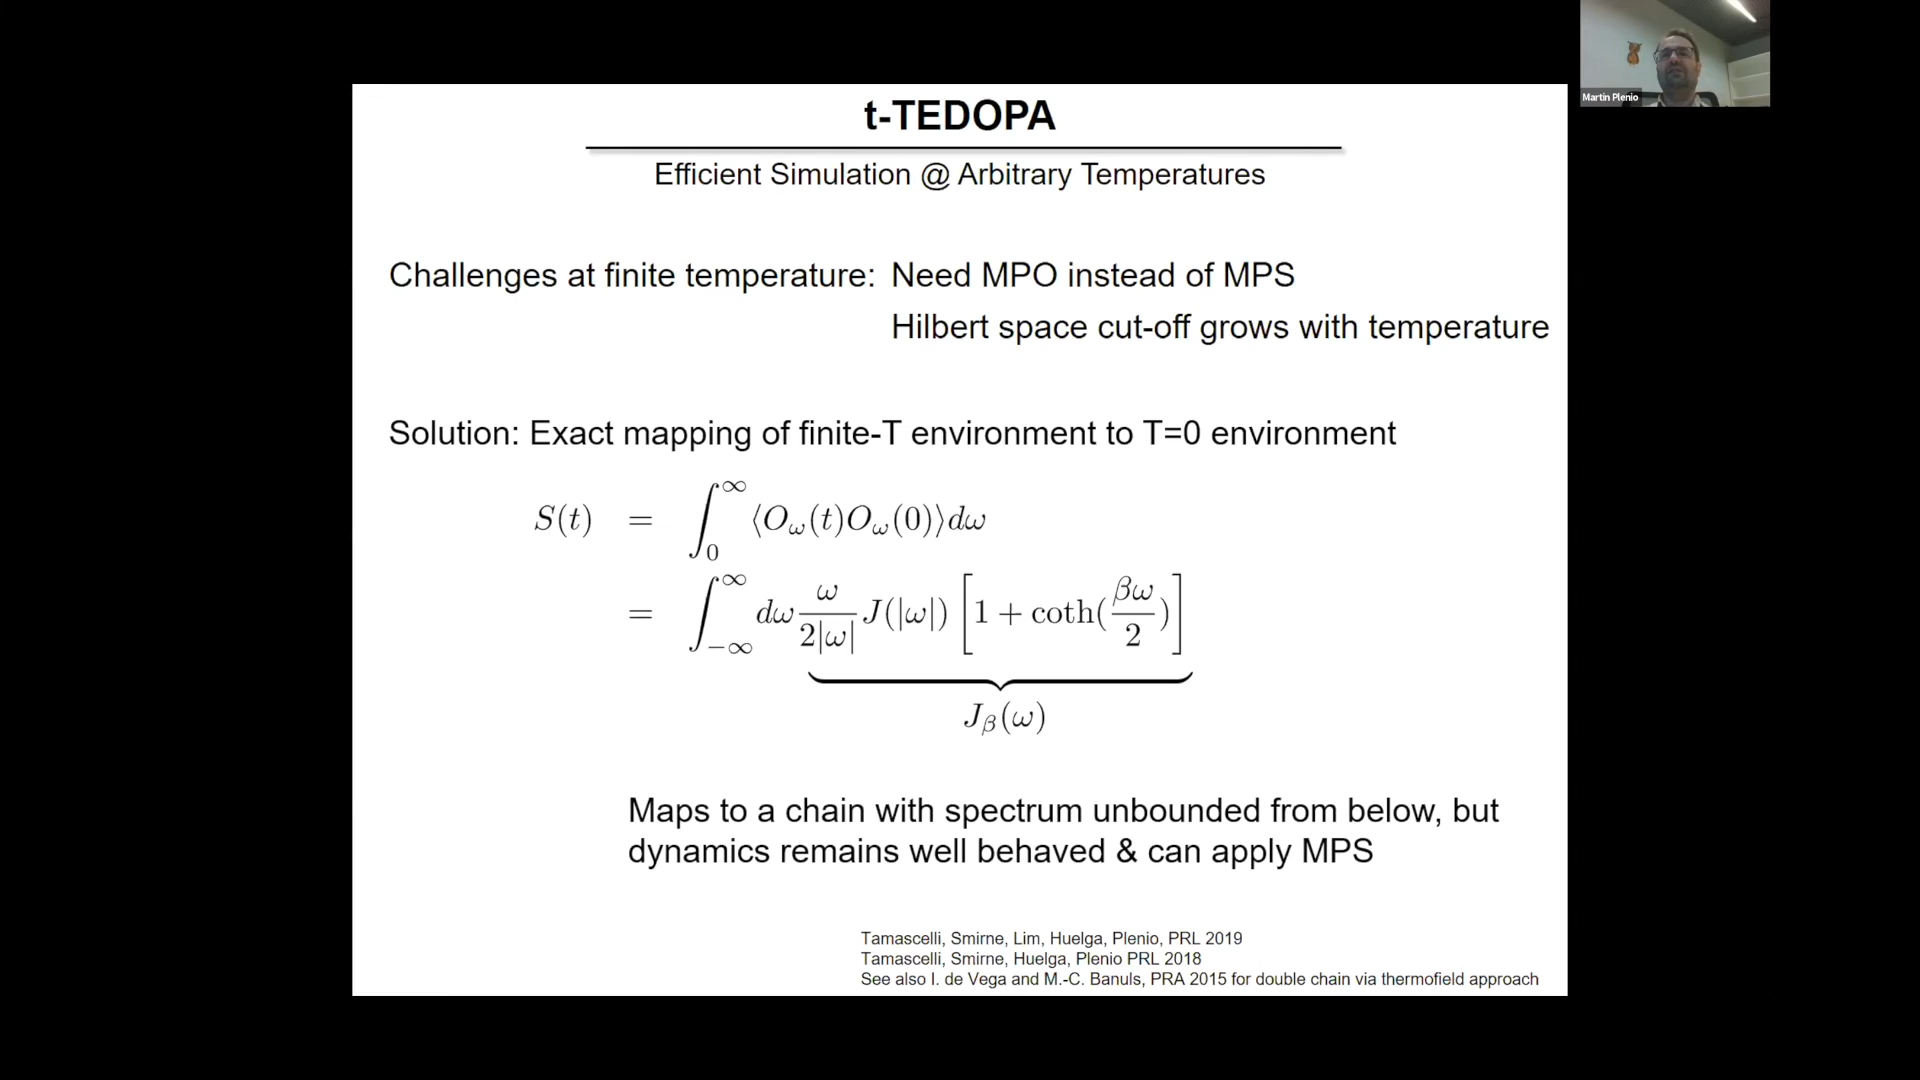 Martin Plenio
t-TEDOPA
Efficient Simulation @ Arbitrary Temperatures
Challenges at finite temperature: Need MPO instead of MPS
Hilbert space cut-off grows with temperature
Solution: Exact mapping of finite-T environment to T=0 environment
S(t) = ∫_0^∞ ⟨O_ω(t)O_ω(0)⟩dω
= ∫_{-∞}^∞ dω ω/(2|ω|) J(|ω|) [1 + coth(βω/2)]
J_β(ω)
Maps to a chain with spectrum unbounded from below, but
dynamics remains well behaved & can apply MPS
Tamascelli, Smirne, Lim, Huelga, Plenio, PRL 2019
Tamascelli, Smirne, Huelga, Plenio PRL 2018
See also I. de Vega and M.-C. Banuls, PRA 2015 for double chain via thermofield approach